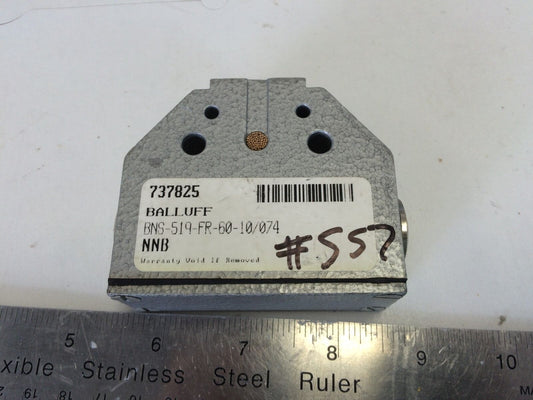 737825
BALLUFF
BNS-519-FR-60-10/074
NNB
#557
Warranty Void if Removed
5 6 7 8 9 10
Flexible Stainless Steel Ruler